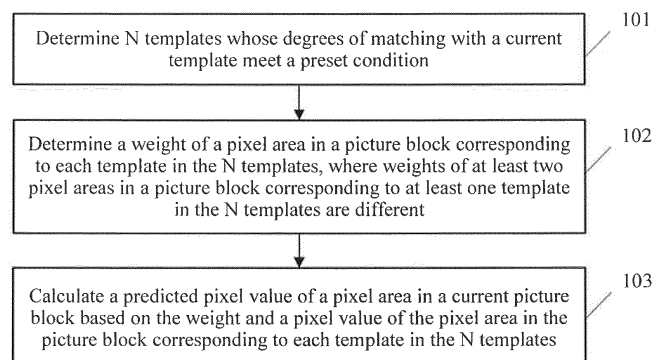 Determine N templates whose degrees of matching with a current
template meet a preset condition
101
Determine a weight of a pixel area in a picture block corresponding
to each template in the N templates, where weights of at least two
pixel areas in a picture block corresponding to at least one template
in the N templates are different
102
Calculate a predicted pixel value of a pixel area in a current picture
block based on the weight and a pixel value of the pixel area in the
picture block corresponding to each template in the N templates
103